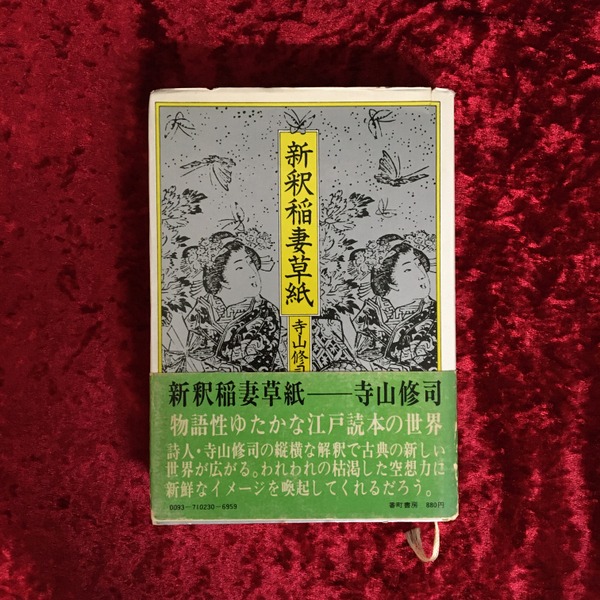 新釈稲妻草紙
寺山修司
新釈稲妻草紙──寺山修司
物語性ゆたかな江戸読本の世界
詩人・寺山修司の縦横な解釈で古典の新しい
世界が広がる。われわれの枯渇した空想力に
新鮮なイメージを喚起してくれるだろう。
0093-710230-6959
番町書房 880円